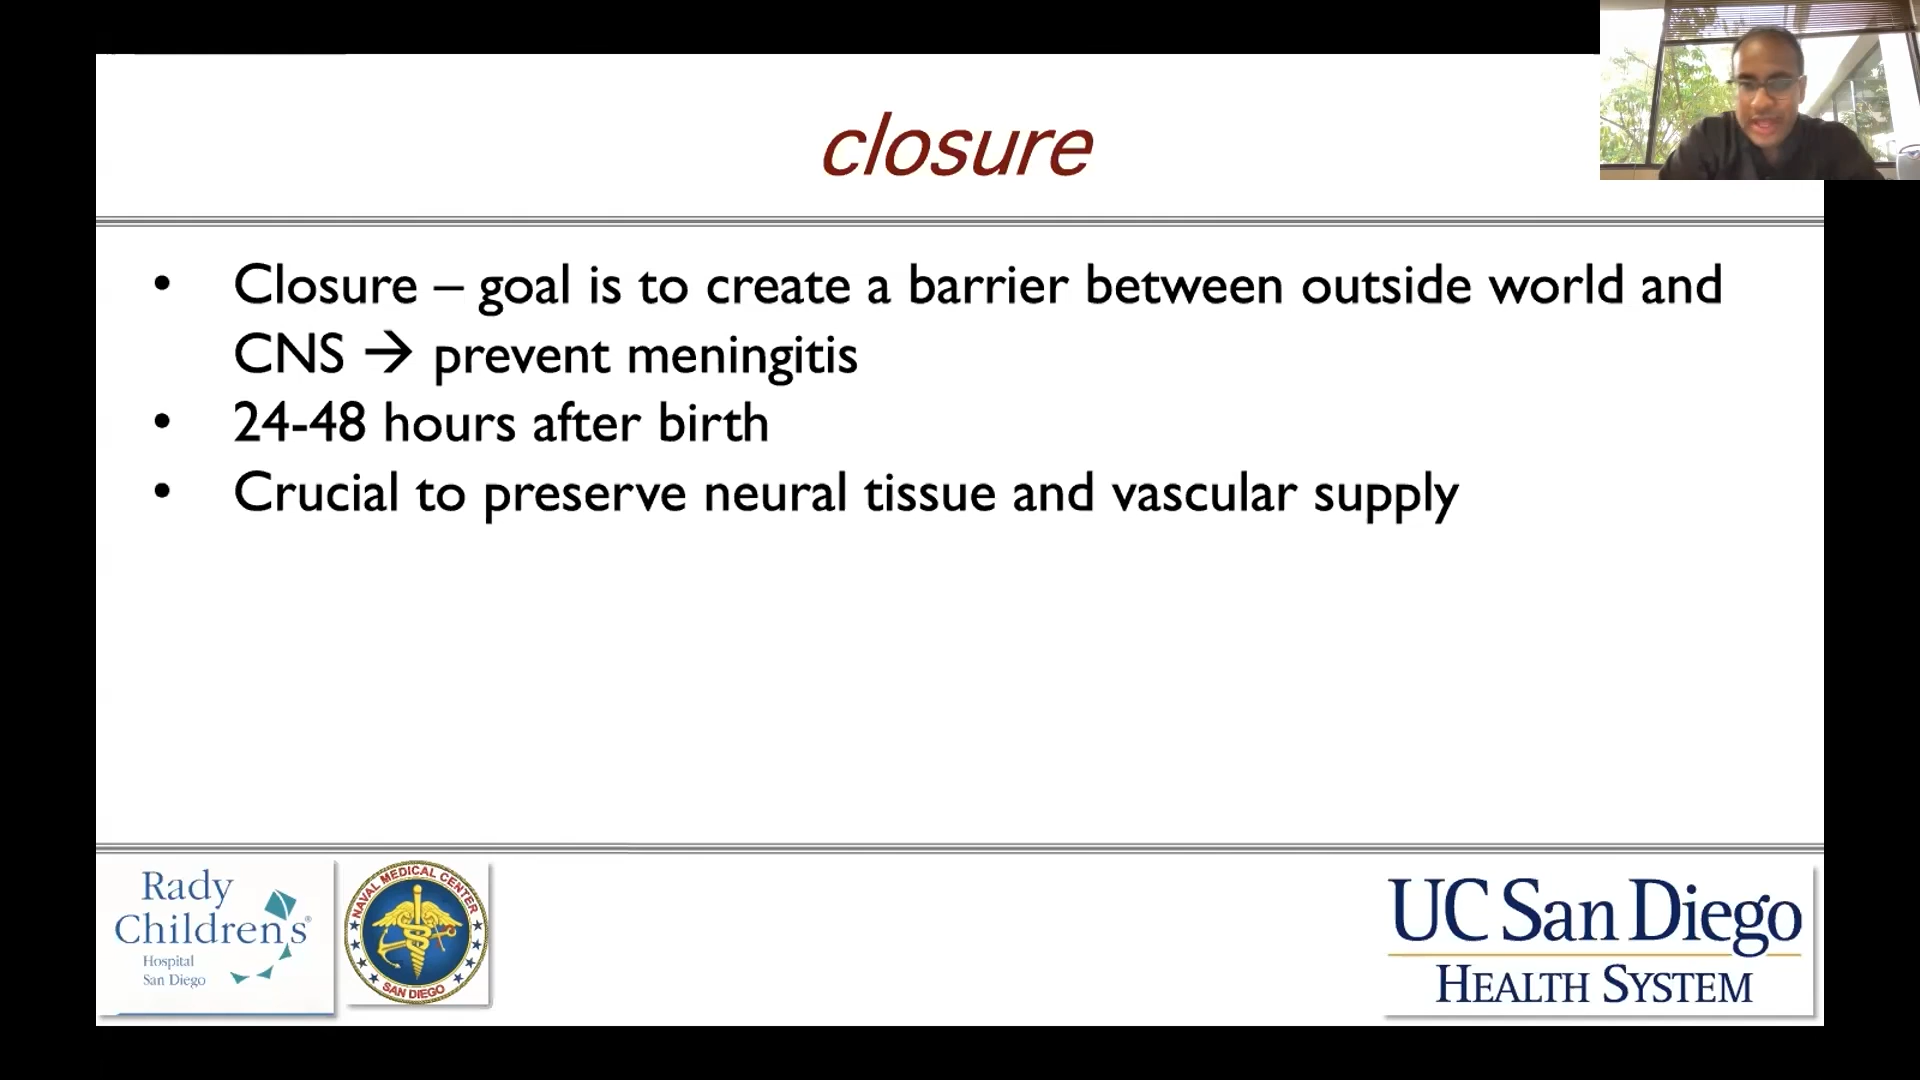 closure
• Closure – goal is to create a barrier between outside world and
CNS → prevent meningitis
• 24-48 hours after birth
• Crucial to preserve neural tissue and vascular supply
Rady
Children's®
Hospital
San Diego
NAVAL MEDICAL CENTER
SAN DIEGO
UC San Diego
HEALTH SYSTEM